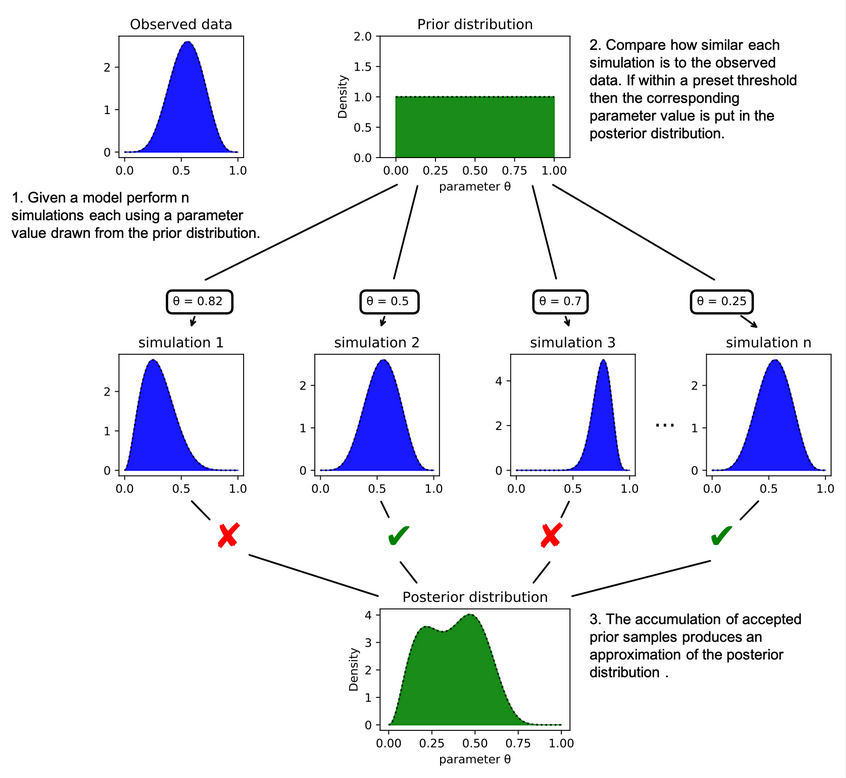 Observed data
2
1
0
0.0 0.5 1.0
Prior distribution
2.0
1.5
1.0
0.5
0.0
Density
0.00 0.25 0.50 0.75 1.00
parameter θ
2. Compare how similar each
simulation is to the observed
data. If within a preset threshold
then the corresponding
parameter value is put in the
posterior distribution.
1. Given a model perform n
simulations each using a parameter
value drawn from the prior distribution.
θ = 0.82
θ = 0.5
θ = 0.7
θ = 0.25
simulation 1
2
1
0
0.0 0.5 1.0
simulation 2
2
1
0
0.0 0.5 1.0
simulation 3
4
2
0
0.0 0.5 1.0
...
simulation n
2
1
0
0.0 0.5 1.0
Posterior distribution
4
3
2
1
0
Density
0.00 0.25 0.50 0.75 1.00
parameter θ
3. The accumulation of accepted
prior samples produces an
approximation of the posterior
distribution .